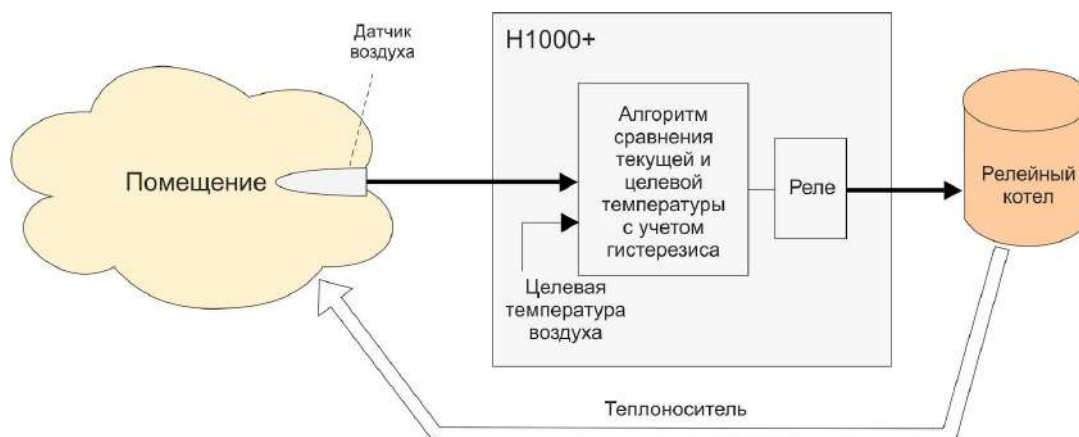 Датчик
воздуха
H1000+
Помещение
Алгоритм
сравнения
текущей и
целевой
температуры
с учетом
гистерезиса
Реле
Релейный
котел
Целевая
температура
воздуха
Теплоноситель